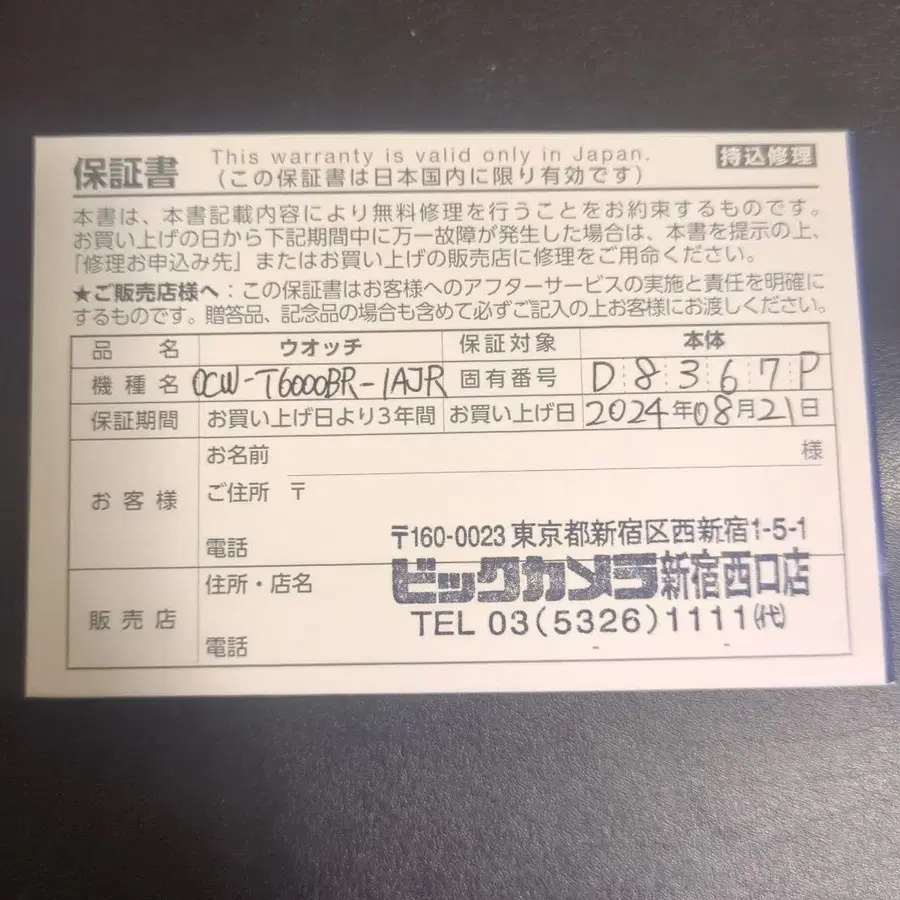 保証書
This warranty is valid only in Japan.
(この保証書は日本国内に限り有効です)
持込修理
本書は、本書記載内容により無料修理を行うことをお約束するものです。
お買い上げの日から下記期間中に万一故障が発生した場合は、本書を提示の上、
「修理お申込み先」またはお買い上げの販売店に修理をご用命ください。
★ご販売店様へ：この保証書はお客様へのアフターサービスの実施と責任を明確に
するものです。贈答品、記念品の場合も含めて必ずご記入の上お客様にお渡しください。
品名 ウオッチ 保証対象 本体
機種名 OCW-T6000BR-1AJR 固有番号 D8367P
保証期間 お買い上げ日より3年間 お買い上げ日 2024年08月21日
お客様
お名前 様
ご住所 〒
電話
〒160-0023 東京都新宿区西新宿1-5-1
販売店
住所・店名
ビックカメラ新宿西口店
TEL 03(5326)1111(代)
電話